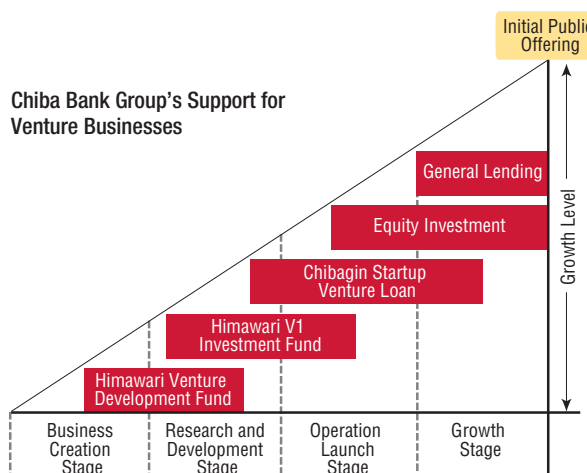 Initial Public
Offering
Chiba Bank Group's Support for
Venture Businesses
General Lending
Equity Investment
Growth Level
Chibagin Startup
Venture Loan
Himawari V1
Investment Fund
Himawari Venture
Development Fund
Business
Creation
Stage
Research and
Development
Stage
Operation
Launch
Stage
Growth
Stage